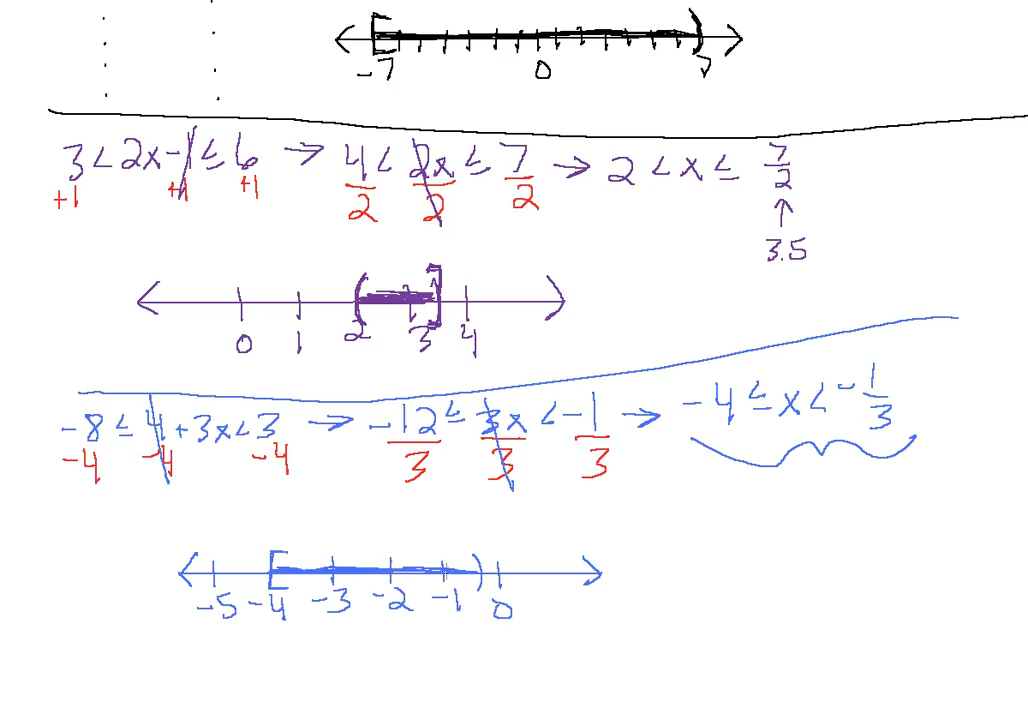 -7 0 7
3 < 2x - 1 ≤ 6 → 4 < 2x ≤ 7 → 2 < x ≤ 7/2
+1 +1 +1 2 2 2
↑
3.5
0 1 2 3 4
-8 ≤ 4 + 3x < 3 → -12 ≤ 3x < -1 → -4 ≤ x < -1/3
-4 -4 -4 3 3 3
-5 -4 -3 -2 -1 0